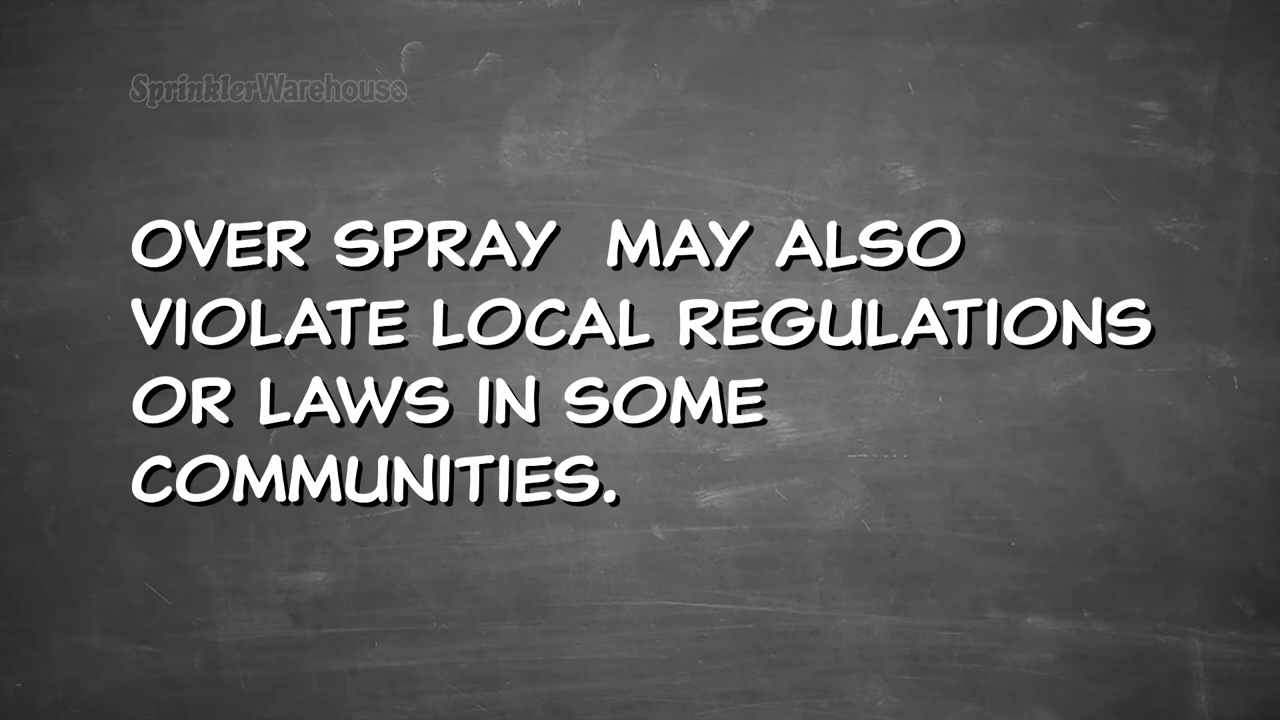 SprinklerWarehouse
OVER SPRAY  MAY ALSO
VIOLATE LOCAL REGULATIONS
OR LAWS IN SOME
COMMUNITIES.